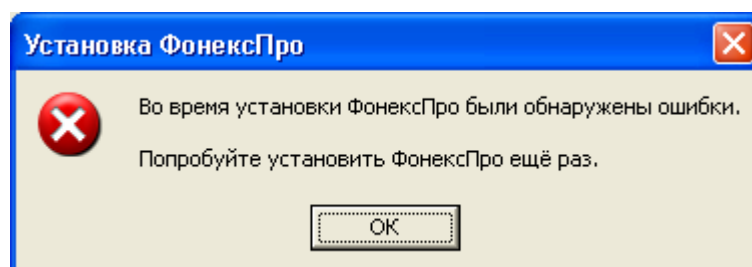 Установка ФонексПро
Во время установки ФонексПро были обнаружены ошибки.
Попробуйте установить ФонексПро ещё раз.
OK